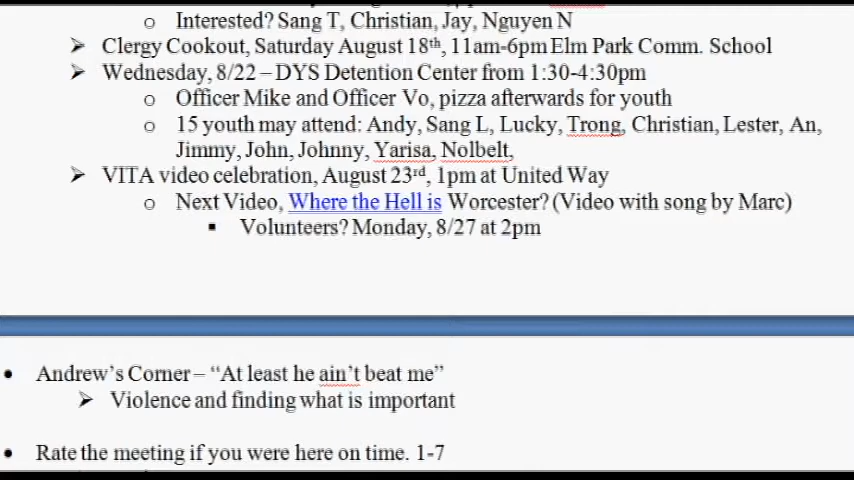 o Interested? Sang T, Christian, Jay, Nguyen N
➤ Clergy Cookout, Saturday August 18th, 11am-6pm Elm Park Comm. School
➤ Wednesday, 8/22 – DYS Detention Center from 1:30-4:30pm
o Officer Mike and Officer Vo, pizza afterwards for youth
o 15 youth may attend: Andy, Sang L, Lucky, Trong, Christian, Lester, An,
Jimmy, John, Johnny, Yarisa, Nolbelt,
➤ VITA video celebration, August 23rd, 1pm at United Way
o Next Video, Where the Hell is Worcester? (Video with song by Marc)
▪ Volunteers? Monday, 8/27 at 2pm
• Andrew's Corner – “At least he ain't beat me”
➤ Violence and finding what is important
• Rate the meeting if you were here on time. 1-7